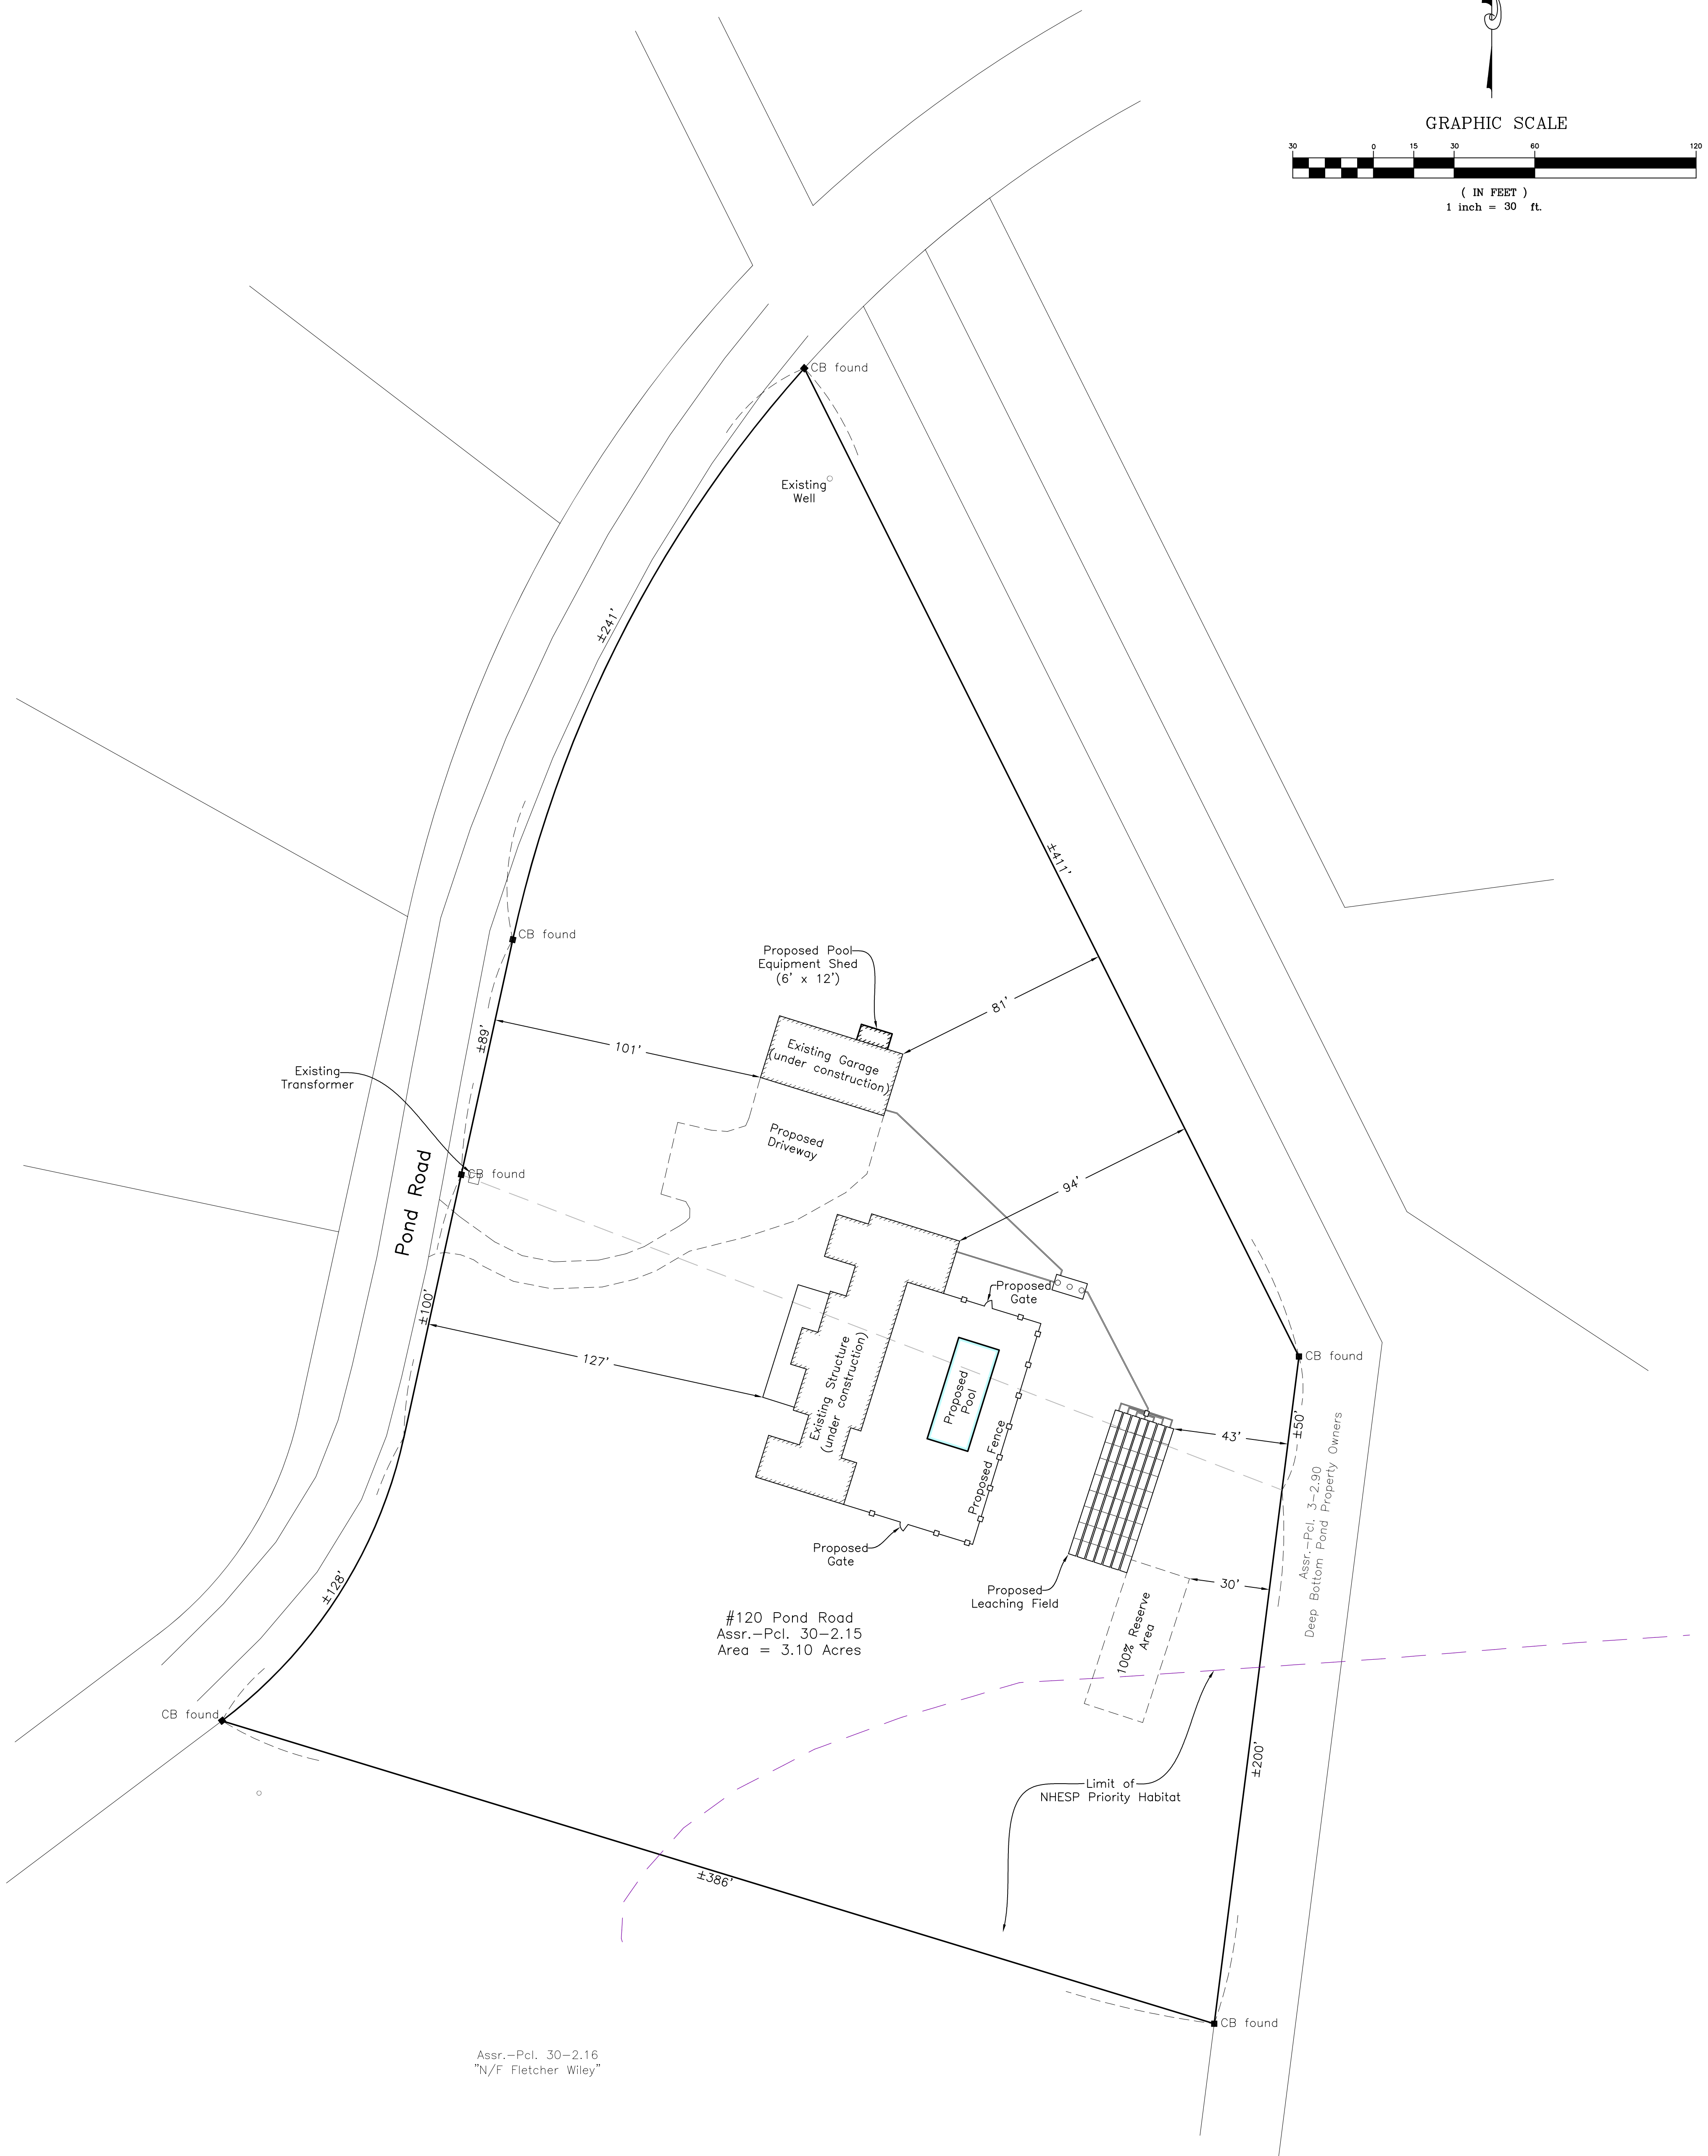 GRAPHIC SCALE
30 0 15 30 60 120
( IN FEET )
1 inch = 30 ft.
CB found
Existing
Well
±241'
±411'
CB found
Proposed Pool
Equipment Shed
(6' x 12')
81'
±89'
101'
Existing Garage
(under construction)
Existing
Transformer
CB found
Proposed
Driveway
Pond Road
94'
±100'
Proposed
Gate
127'
Existing Structure
(under construction)
Proposed
Pool
Proposed Fence
CB found
±50'
43'
Assr.-Pcl. 3-2.90
Deep Bottom Pond Property Owners
Proposed
Gate
Proposed
Leaching Field
30'
±128'
#120 Pond Road
Assr.-Pcl. 30-2.15
Area = 3.10 Acres
100% Reserve
Area
CB found
±200'
Limit of
NHESP Priority Habitat
±386'
CB found
Assr.-Pcl. 30-2.16
"N/F Fletcher Wiley"